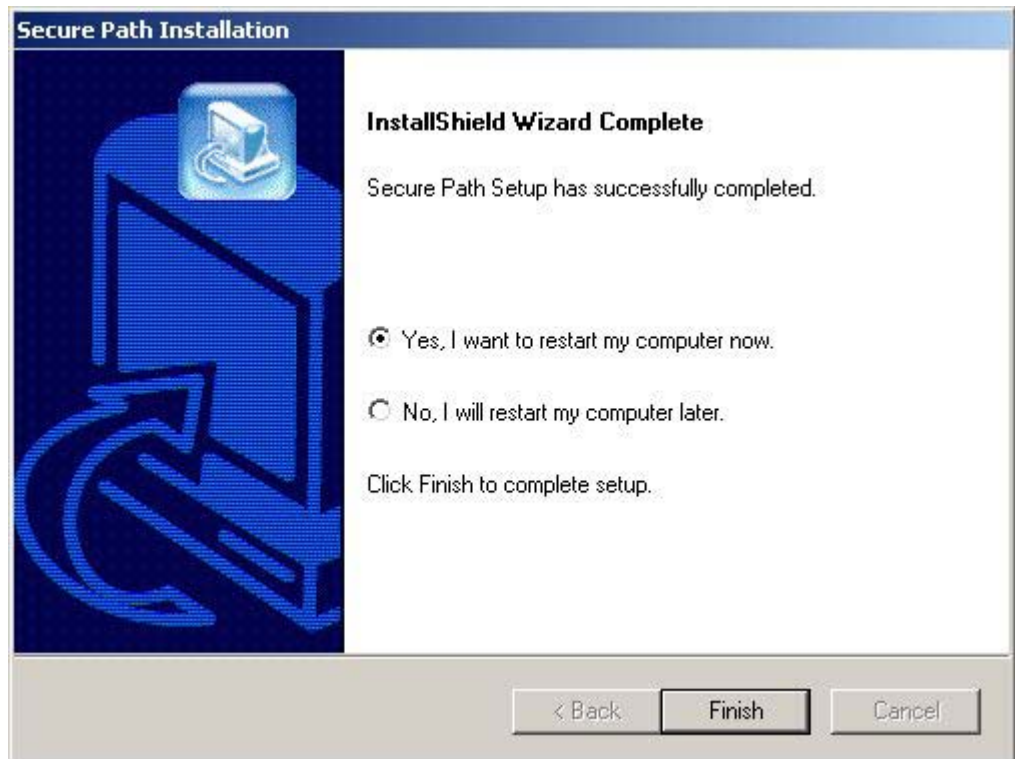 Secure Path Installation
InstallShield Wizard Complete
Secure Path Setup has successfully completed.
Yes, I want to restart my computer now.
No, I will restart my computer later.
Click Finish to complete setup.
< Back
Finish
Cancel